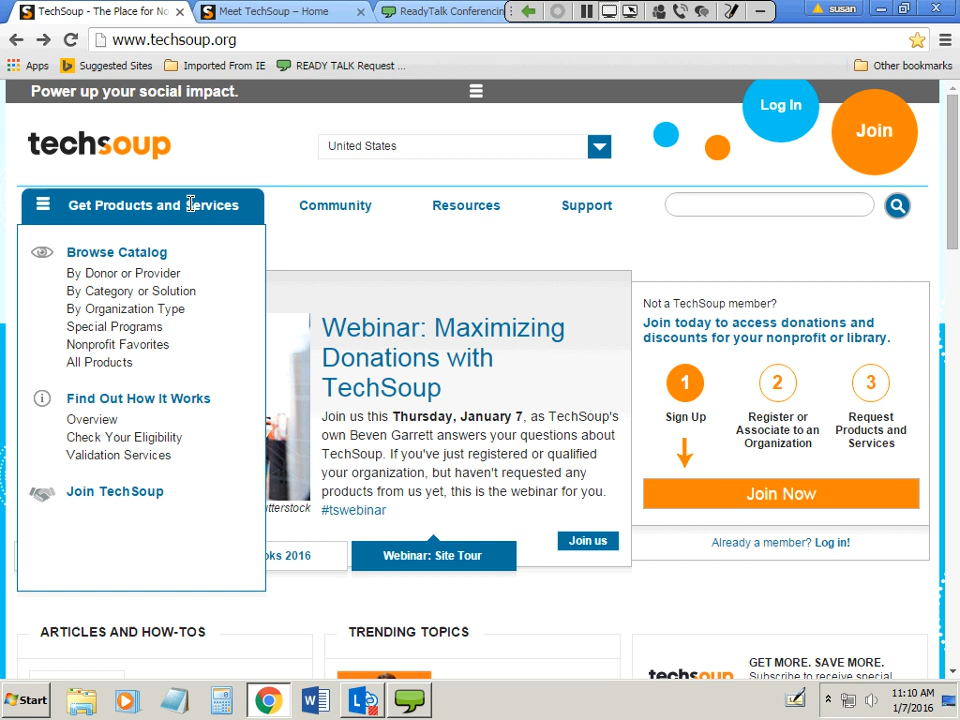 TechSoup - The Place for No
Meet TechSoup – Home
ReadyTalk Conferencin
susan
www.techsoup.org
Apps
Suggested Sites
Imported From IE
READY TALK Request ...
Other bookmarks
Power up your social impact.
Log In
Join
techsoup
United States
Get Products and Services
Community
Resources
Support
Browse Catalog
By Donor or Provider
By Category or Solution
By Organization Type
Special Programs
Nonprofit Favorites
All Products
Find Out How It Works
Overview
Check Your Eligibility
Validation Services
Join TechSoup
Webinar: Maximizing
Donations with
TechSoup
Join us this Thursday, January 7, as TechSoup's
own Beven Garrett answers your questions about
TechSoup. If you've just registered or qualified
your organization, but haven't requested any
products from us yet, this is the webinar for you.
#tswebinar
utterstock
Join us
oks 2016
Webinar: Site Tour
Not a TechSoup member?
Join today to access donations and
discounts for your nonprofit or library.
1
2
3
Sign Up
Register or
Associate to an
Organization
Request
Products and
Services
Join Now
Already a member? Log in!
ARTICLES AND HOW-TOS
TRENDING TOPICS
GET MORE. SAVE MORE.
Subscribe to receive special
techsoup
Start
11:10 AM
1/7/2016